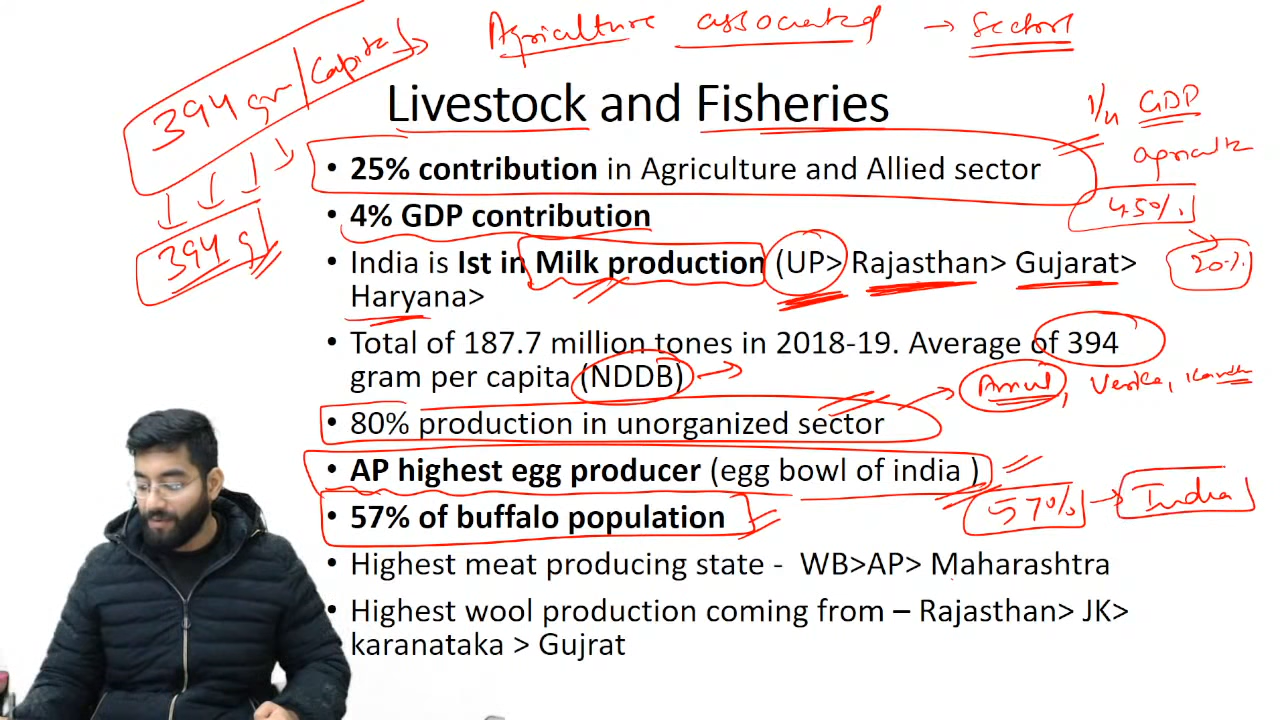 Agriculture associated → Sectors
394 gm/Capita
Livestock and Fisheries
1/4 GDP
• 25% contribution in Agriculture and Allied sector
45%
• 4% GDP contribution
394 g
• India is Ist in Milk production (UP> Rajasthan> Gujarat>
20%
Haryana>
• Total of 187.7 million tones in 2018-19. Average of 394
gram per capita (NDDB)
Amul, Verka,
• 80% production in unorganized sector
• AP highest egg producer (egg bowl of india )
57% → India
• 57% of buffalo population
• Highest meat producing state - WB>AP> Maharashtra
• Highest wool production coming from – Rajasthan> JK>
karanataka > Gujrat